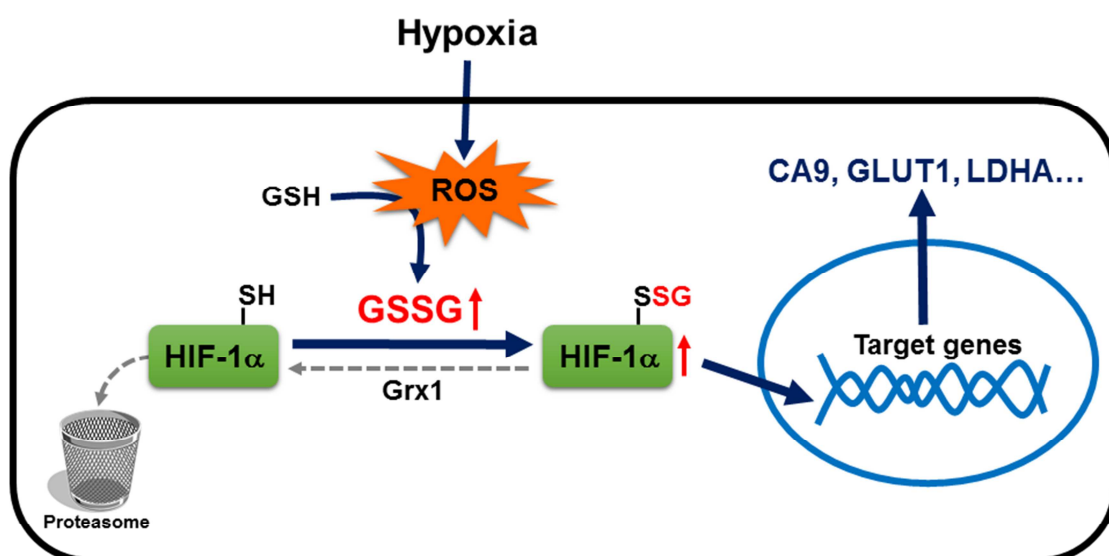 Hypoxia
ROS
GSH
CA9, GLUT1, LDHA...
GSSG
SH
HIF-1α
SSG
HIF-1α
Grx1
Target genes
Proteasome